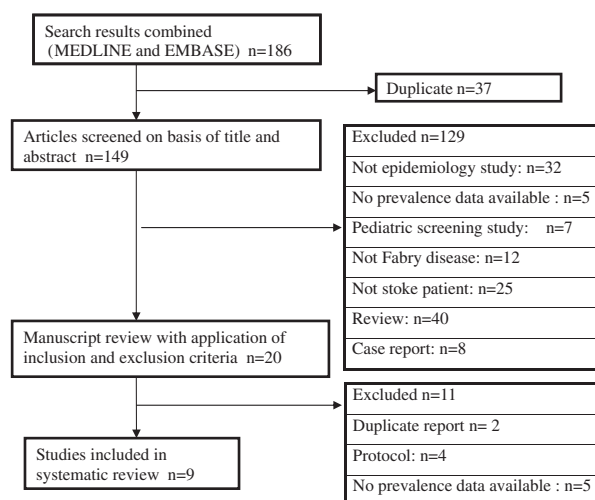 Search results combined
(MEDLINE and EMBASE) n=186
Duplicate n=37
Articles screened on basis of title and
abstract n=149
Excluded n=129
Not epidemiology study: n=32
No prevalence data available : n=5
Pediatric screening study: n=7
Not Fabry disease: n=12
Not stoke patient: n=25
Review: n=40
Case report: n=8
Manuscript review with application of
inclusion and exclusion criteria n=20
Excluded n=11
Duplicate report n= 2
Protocol: n=4
No prevalence data available: n=5
Studies included in
systematic review n=9